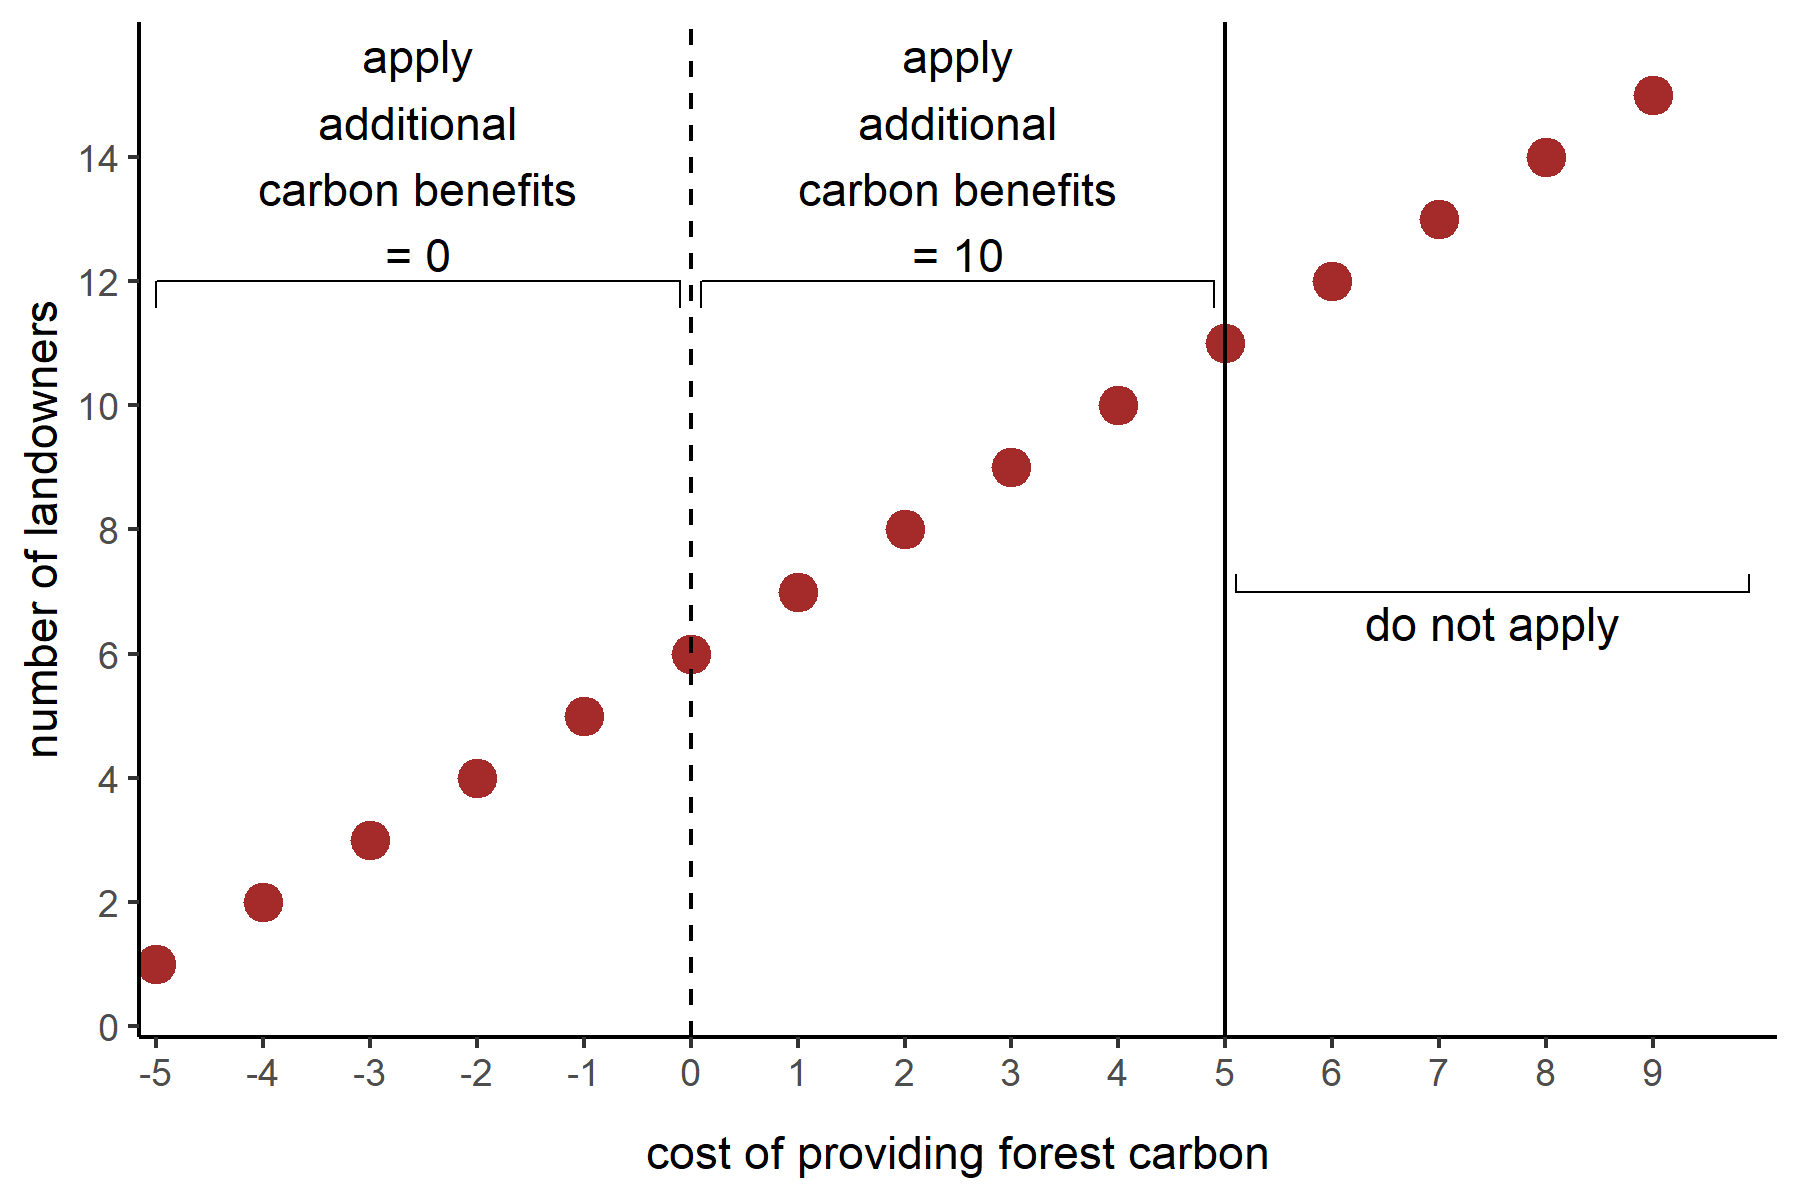 apply
additional
carbon benefits
= 0
apply
additional
carbon benefits
= 10
do not apply
number of landowners
14
12
10
8
6
4
2
0
-5 -4 -3 -2 -1 0 1 2 3 4 5 6 7 8 9
cost of providing forest carbon